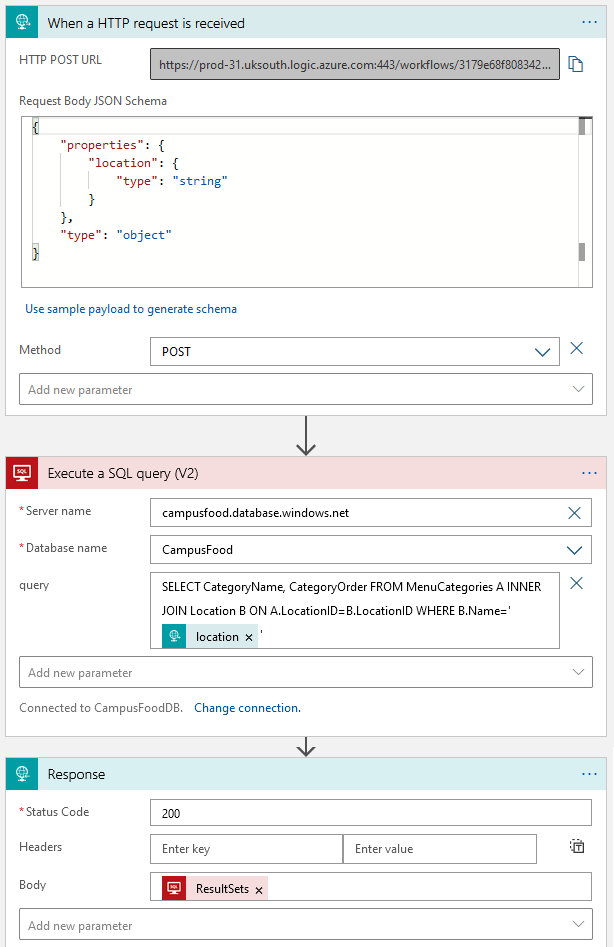 When a HTTP request is received
...
HTTP POST URL
https://prod-31.uksouth.logic.azure.com:443/workflows/3179e68f808342...
Request Body JSON Schema
{
    "properties": {
        "location": {
            "type": "string"
        }
    },
    "type": "object"
}
Use sample payload to generate schema
Method
POST
Add new parameter
SQL
Execute a SQL query (V2)
...
*Server name
campusfood.database.windows.net
*Database name
CampusFood
query
SELECT CategoryName, CategoryOrder FROM MenuCategories A INNER
JOIN Location B ON A.LocationID=B.LocationID WHERE B.Name='
location × '
Add new parameter
Connected to CampusFoodDB. Change connection.
Response
...
*Status Code
200
Headers
Enter key
Enter value
T
Body
SQL
ResultSets ×
Add new parameter